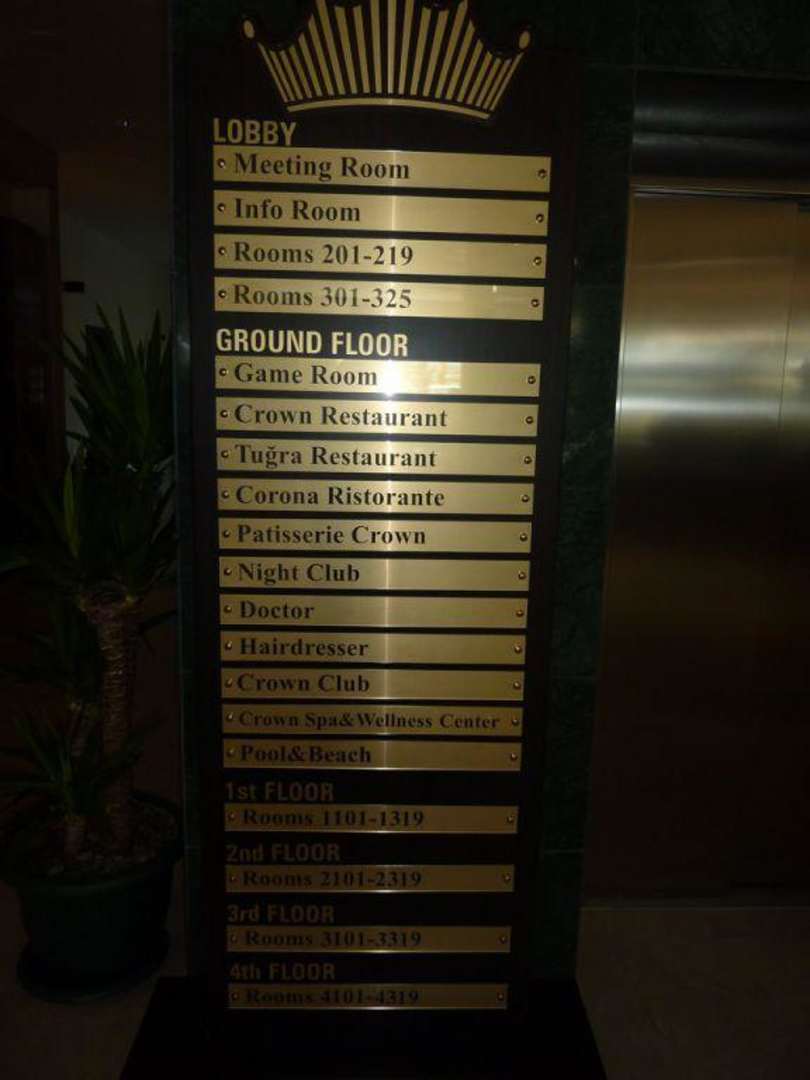 LOBBY
Meeting Room
Info Room
Rooms 201-219
Rooms 301-325
GROUND FLOOR
Game Room
Crown Restaurant
Tuğra Restaurant
Corona Ristorante
Patisserie Crown
Night Club
Doctor
Hairdresser
Crown Club
Crown Spa&Wellness Center
Pool&Beach
1st FLOOR
Rooms 1101-1319
2nd FLOOR
Rooms 2101-2319
3rd FLOOR
Rooms 3101-3319
4th FLOOR
Rooms 4101-4319